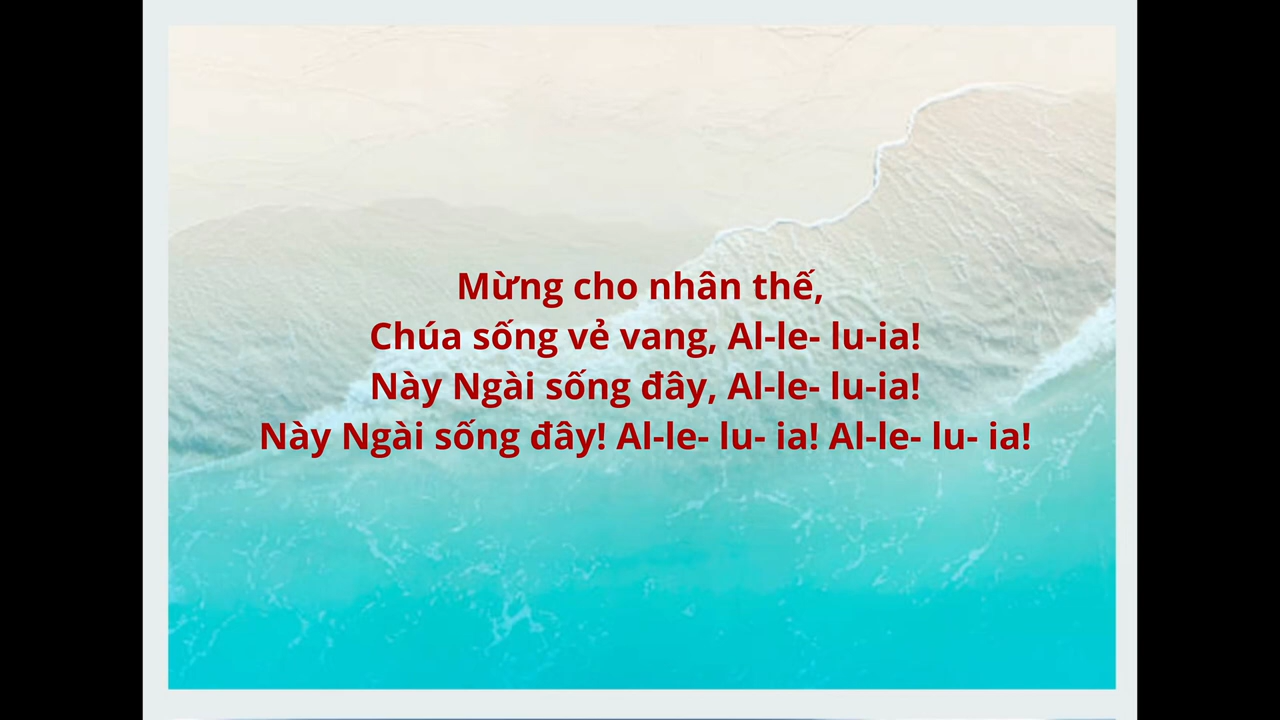 Mừng cho nhân thế,
Chúa sống vẻ vang, Al-le- lu-ia!
Này Ngài sống đây, Al-le- lu-ia!
Này Ngài sống đây! Al-le- lu- ia! Al-le- lu- ia!